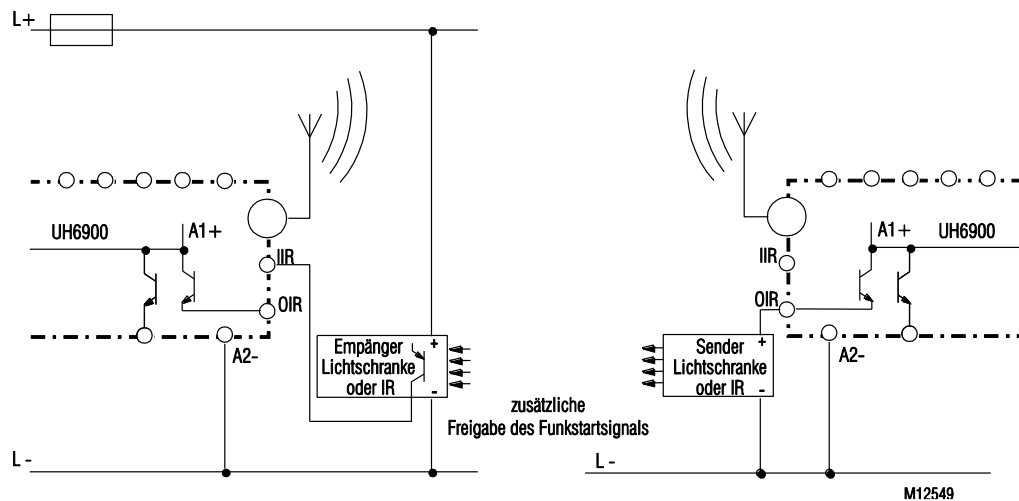 L+
UH6900
A1+
IIR
OIR
A2-
Empänger
Lichtschranke
oder IR
+
-
zusätzliche
Freigabe des Funkstartsignals
L -
A1+
UH6900
IIR
OIR
A2-
Sender
Lichtschranke
oder IR
+
-
L -
M12549